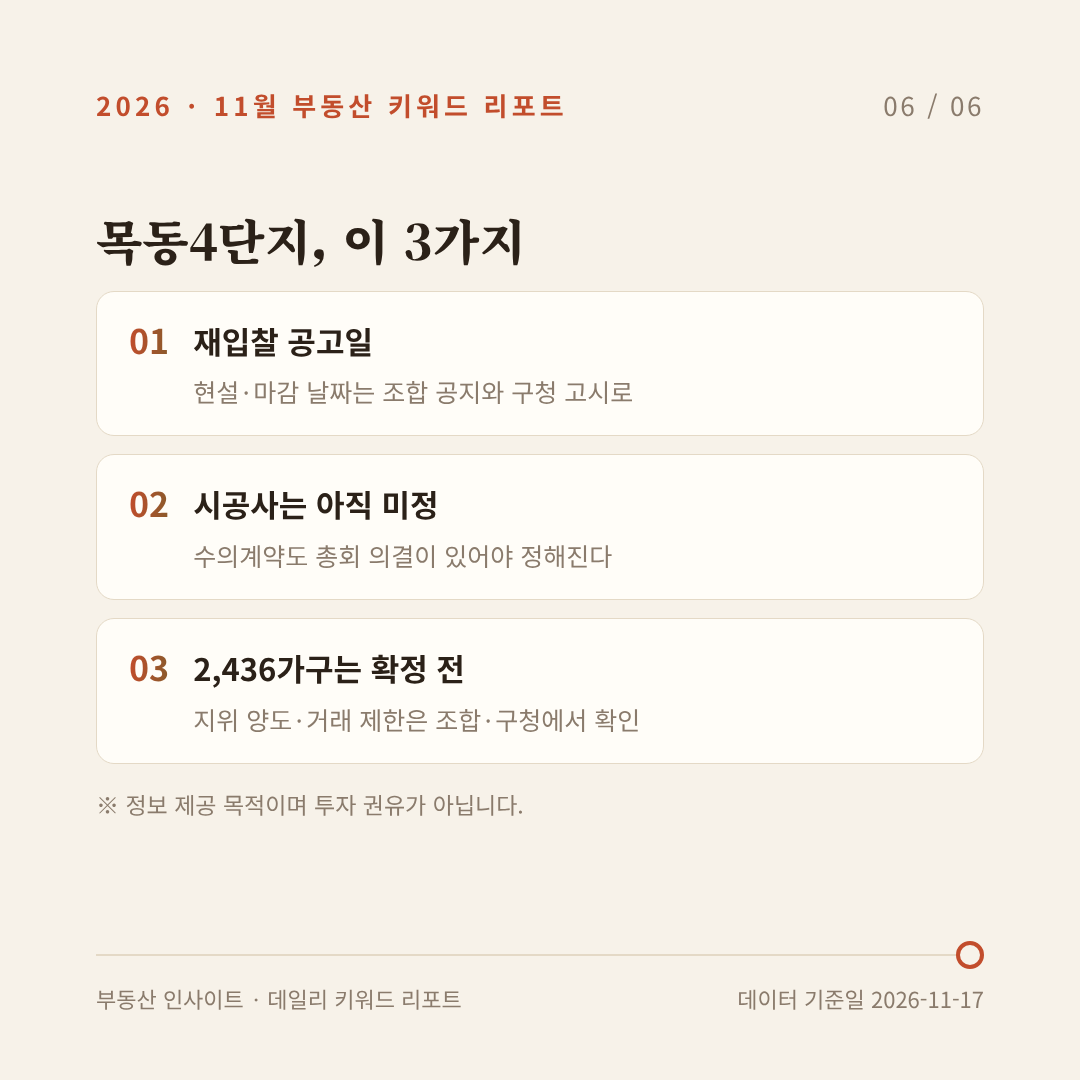 2026 · 11월 부동산 키워드 리포트
06 / 06
목동4단지, 이 3가지
01 재입찰 공고일
현설·마감 날짜는 조합 공지와 구청 고시로
02 시공사는 아직 미정
수의계약도 총회 의결이 있어야 정해진다
03 2,436가구는 확정 전
지위 양도·거래 제한은 조합·구청에서 확인
※ 정보 제공 목적이며 투자 권유가 아닙니다.
부동산 인사이트 · 데일리 키워드 리포트
데이터 기준일 2026-11-17